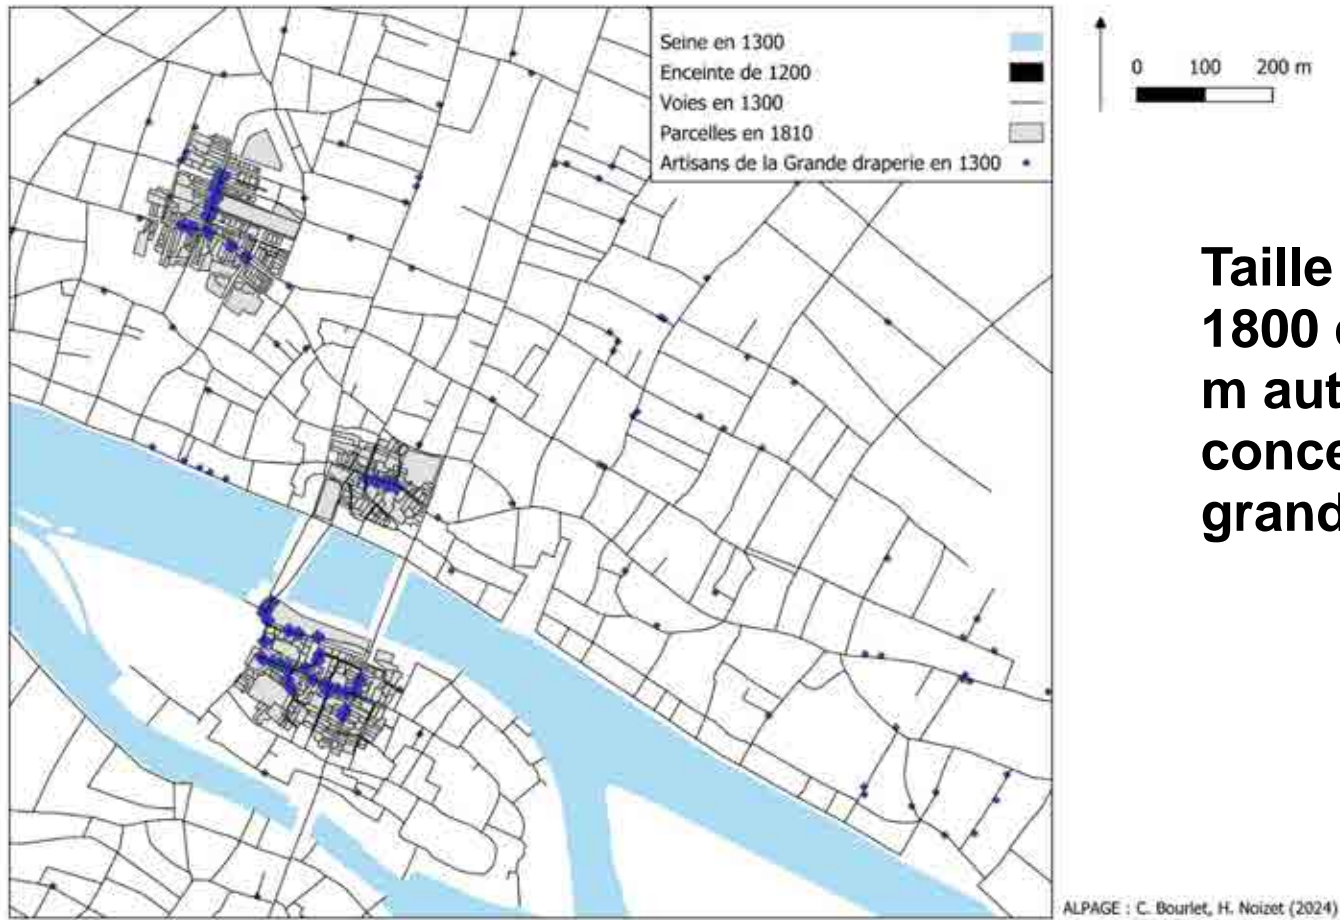 Seine en 1300
Enceinte de 1200
Voies en 1300
Parcelles en 1810
Artisans de la Grande draperie en 1300
0 100 200 m
Taille
1800
m aut
conce
grand
ALPAGE : C. Bourlet, H. Noizet (2024)